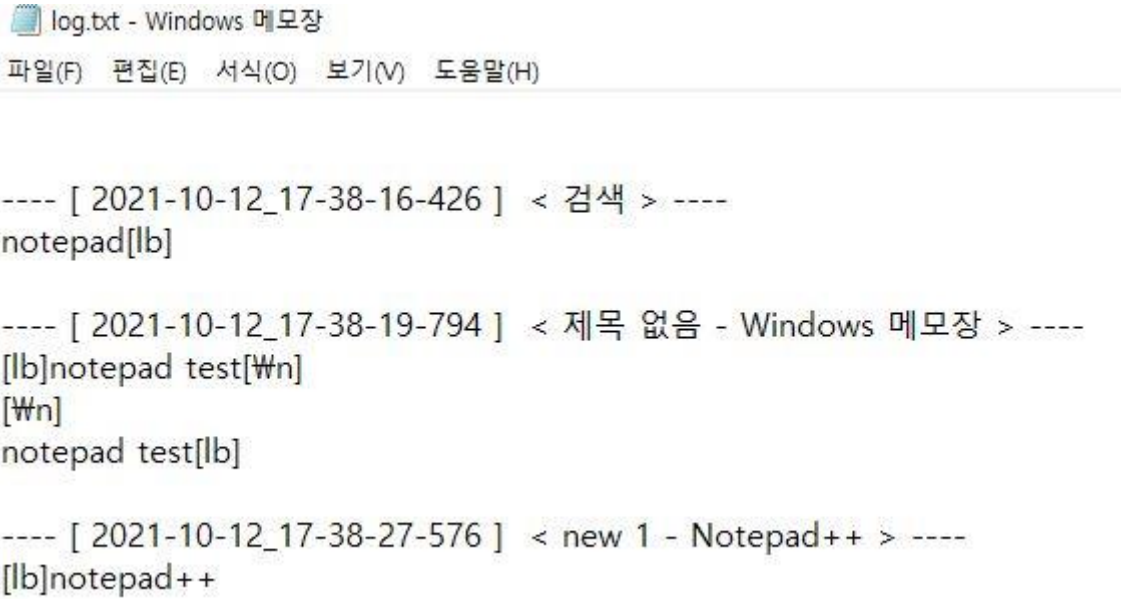 log.txt - Windows 메모장
파일(F) 편집(E) 서식(O) 보기(V) 도움말(H)
---- [ 2021-10-12_17-38-16-426 ] < 검색 > ----
notepad[lb]
---- [ 2021-10-12_17-38-19-794 ] < 제목 없음 - Windows 메모장 > ----
[lb]notepad test[₩n]
[₩n]
notepad test[lb]
---- [ 2021-10-12_17-38-27-576 ] < new 1 - Notepad++ > ----
[lb]notepad++